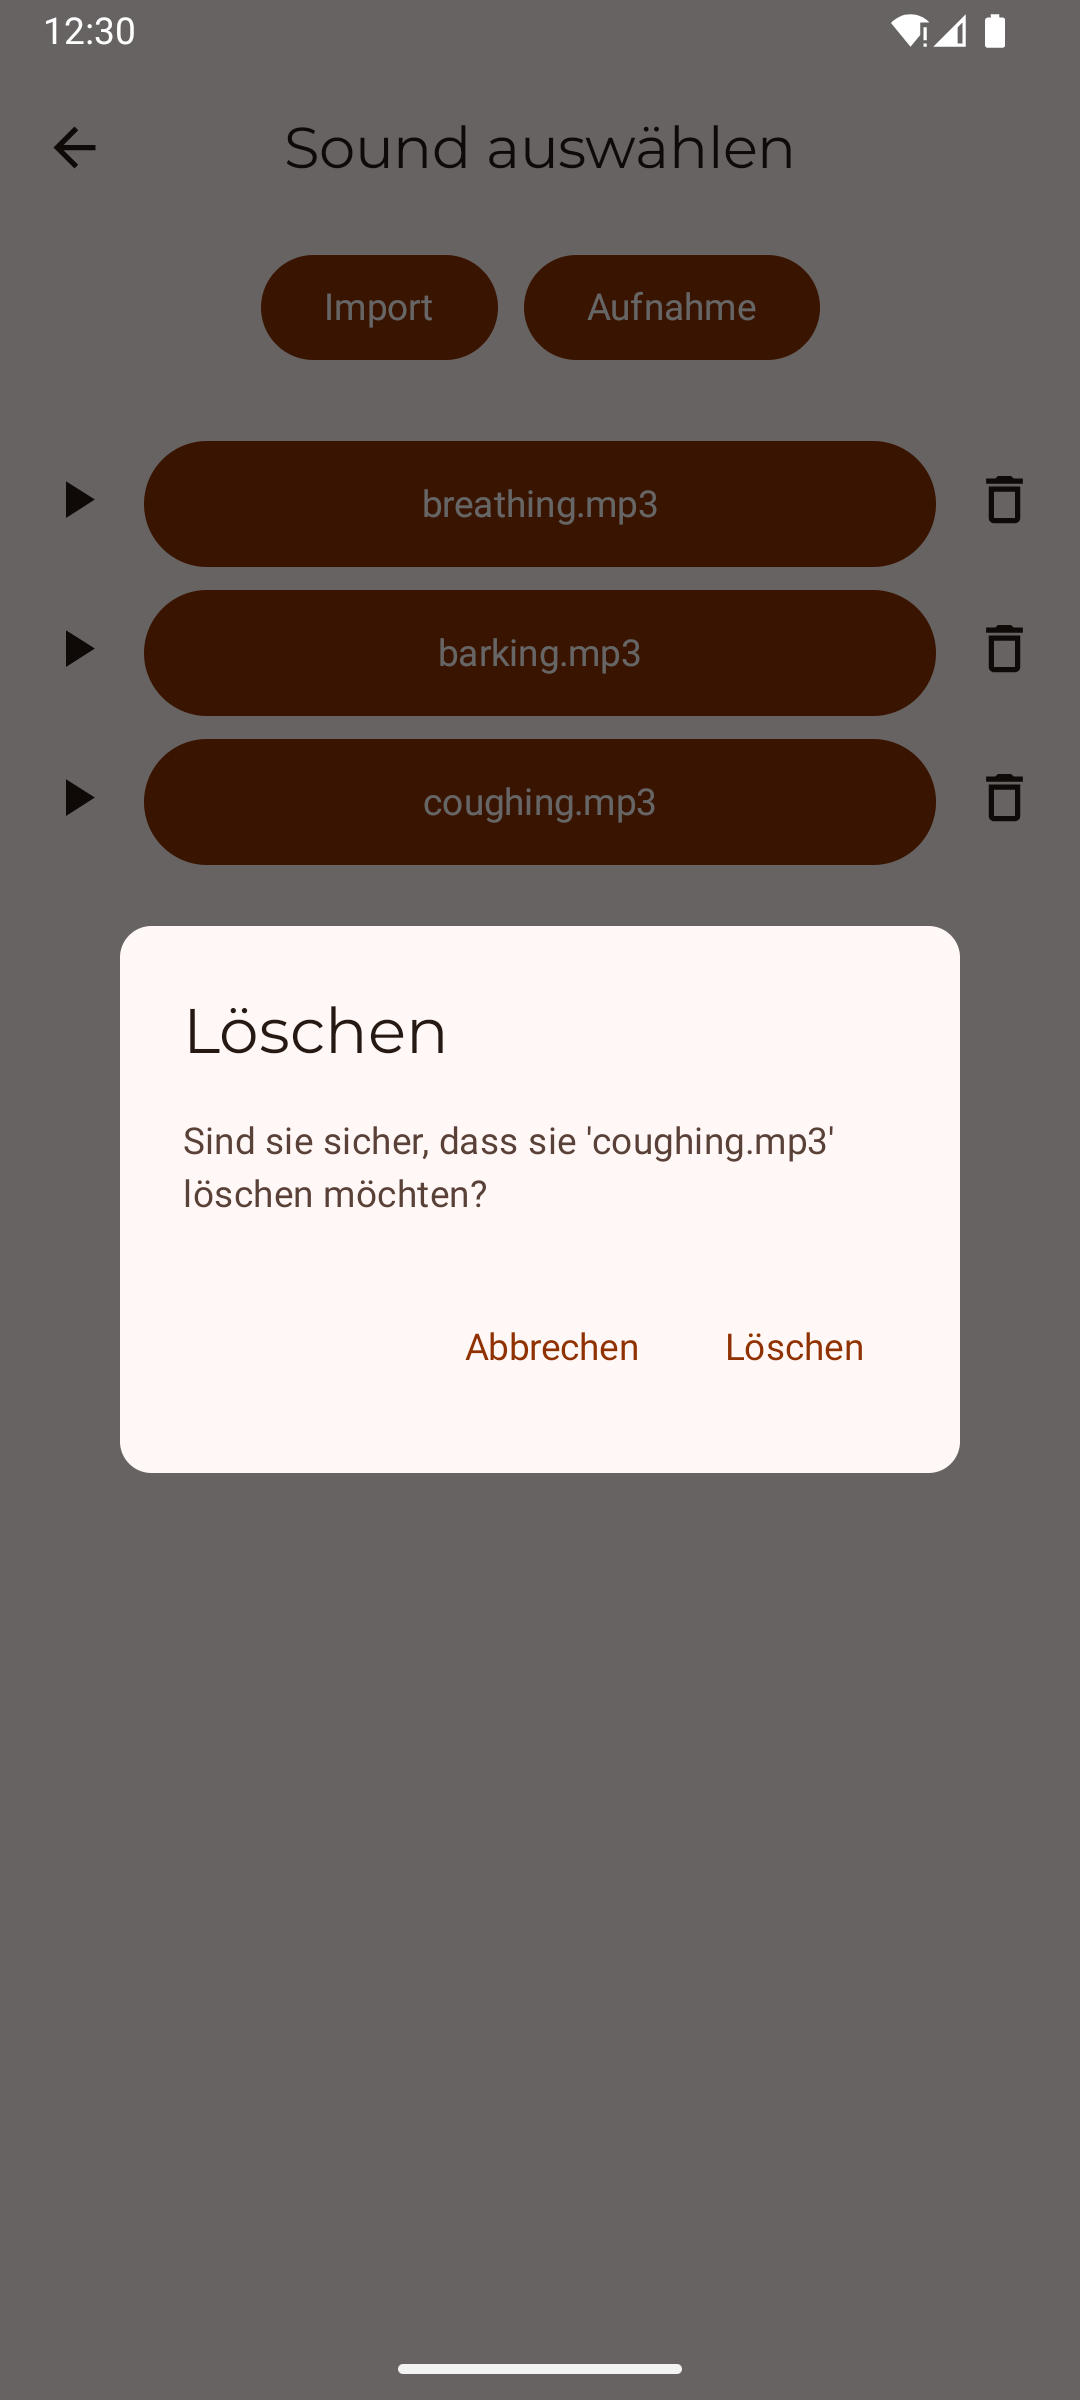 12:30
Sound auswählen
Import
Aufnahme
breathing.mp3
barking.mp3
coughing.mp3
Löschen
Sind sie sicher, dass sie 'coughing.mp3'
löschen möchten?
Abbrechen
Löschen